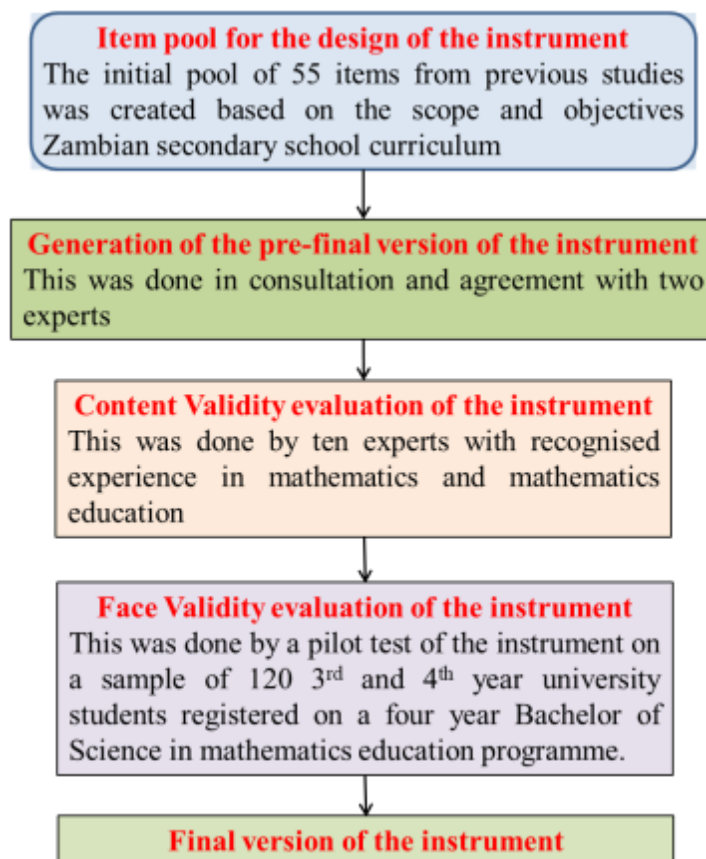 Item pool for the design of the instrument
The initial pool of 55 items from previous studies
was created based on the scope and objectives
Zambian secondary school curriculum
Generation of the pre-final version of the instrument
This was done in consultation and agreement with two
experts
Content Validity evaluation of the instrument
This was done by ten experts with recognised
experience in mathematics and mathematics
education
Face Validity evaluation of the instrument
This was done by a pilot test of the instrument on
a sample of 120 3rd and 4th year university
students registered on a four year Bachelor of
Science in mathematics education programme.
Final version of the instrument